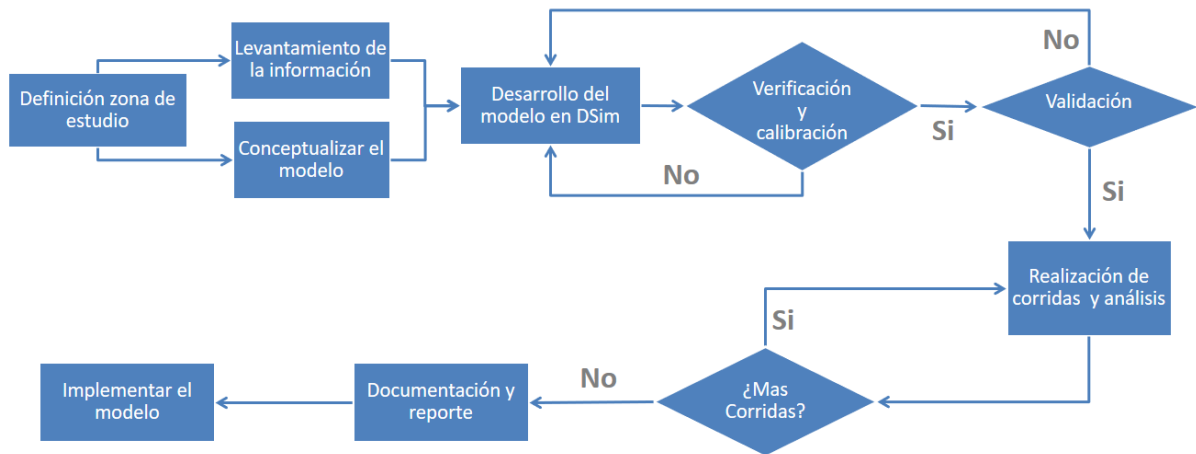 Definición zona de
estudio
Levantamiento de
la información
Conceptualizar el
modelo
Desarrollo del
modelo en DSim
Verificación
y
calibración
No
Si
Validación
No
Si
Realización de
corridas y análisis
¿Mas
Corridas?
Si
No
Documentación y
reporte
Implementar el
modelo